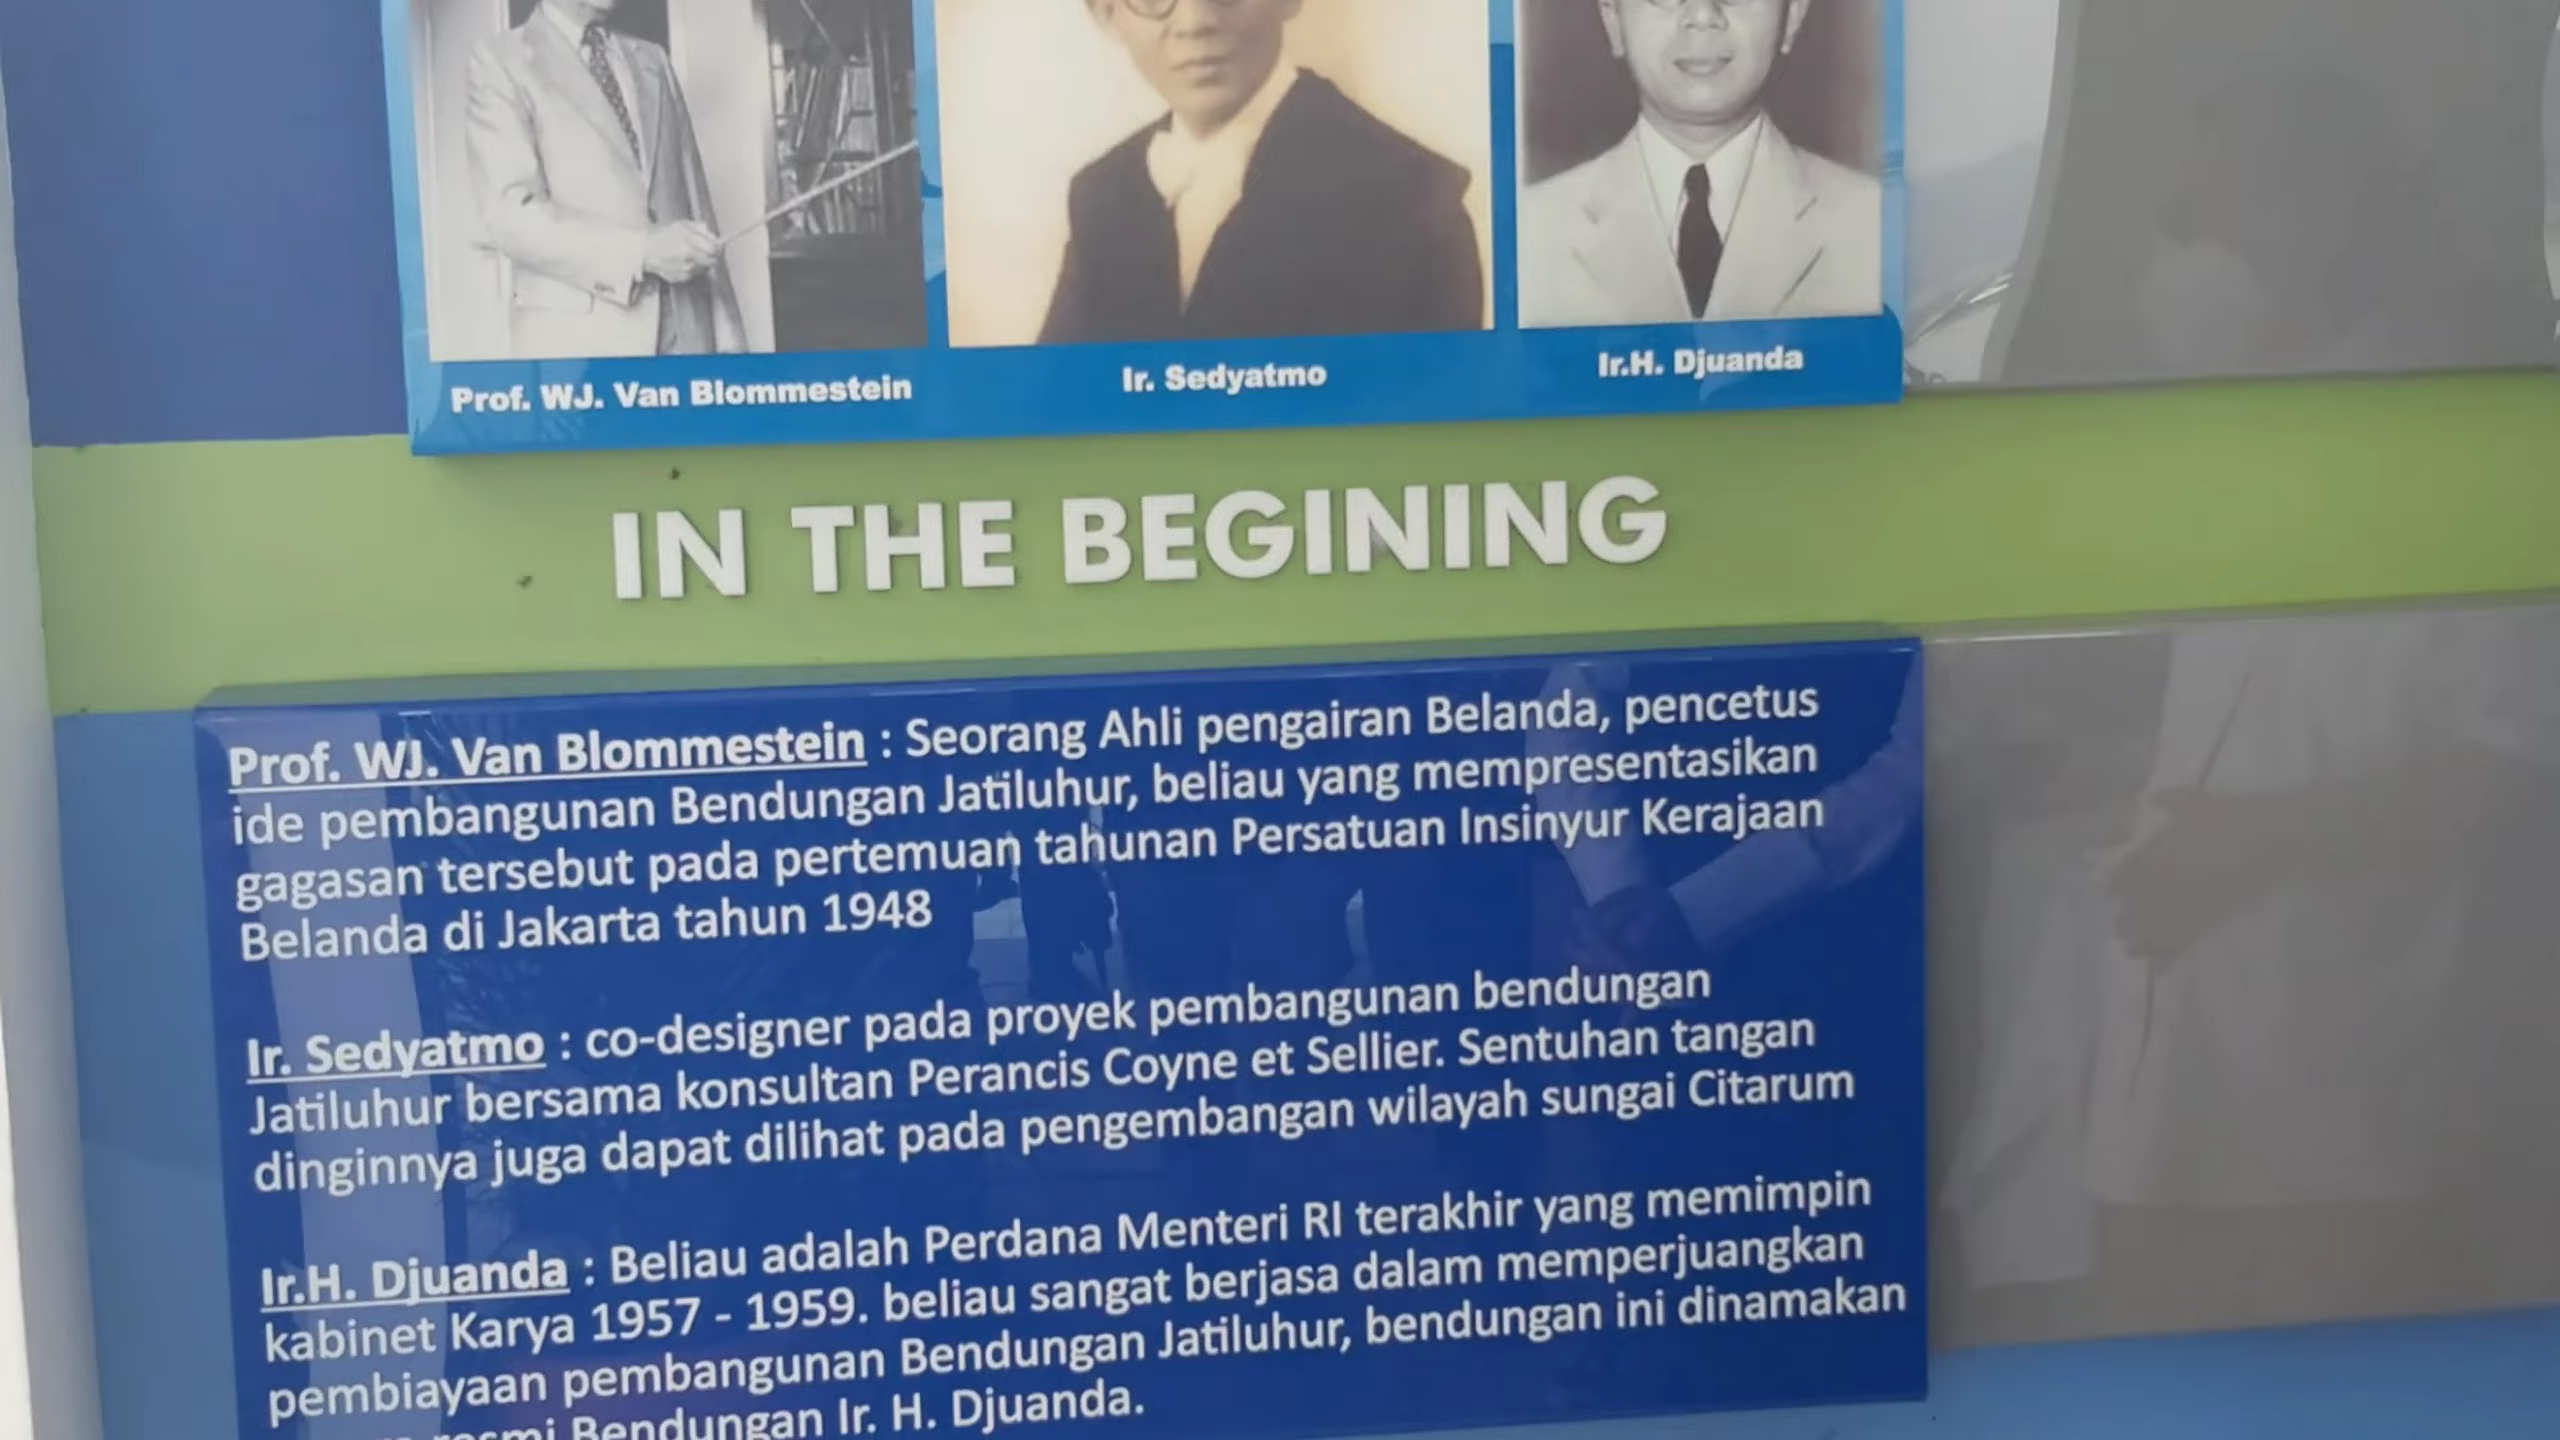 Prof. WJ. Van Blommestein
Ir. Sedyatmo
Ir.H. Djuanda
IN THE BEGINING
Prof. WJ. Van Blommestein : Seorang Ahli pengairan Belanda, pencetus
ide pembangunan Bendungan Jatiluhur, beliau yang mempresentasikan
gagasan tersebut pada pertemuan tahunan Persatuan Insinyur Kerajaan
Belanda di Jakarta tahun 1948
Ir. Sedyatmo : co-designer pada proyek pembangunan bendungan
Jatiluhur bersama konsultan Perancis Coyne et Sellier. Sentuhan tangan
dinginnya juga dapat dilihat pada pengembangan wilayah sungai Citarum
Ir.H. Djuanda : Beliau adalah Perdana Menteri RI terakhir yang memimpin
kabinet Karya 1957 - 1959. beliau sangat berjasa dalam memperjuangkan
pembiayaan pembangunan Bendungan Jatiluhur, bendungan ini dinamakan
resmi Bendungan Ir. H. Djuanda.